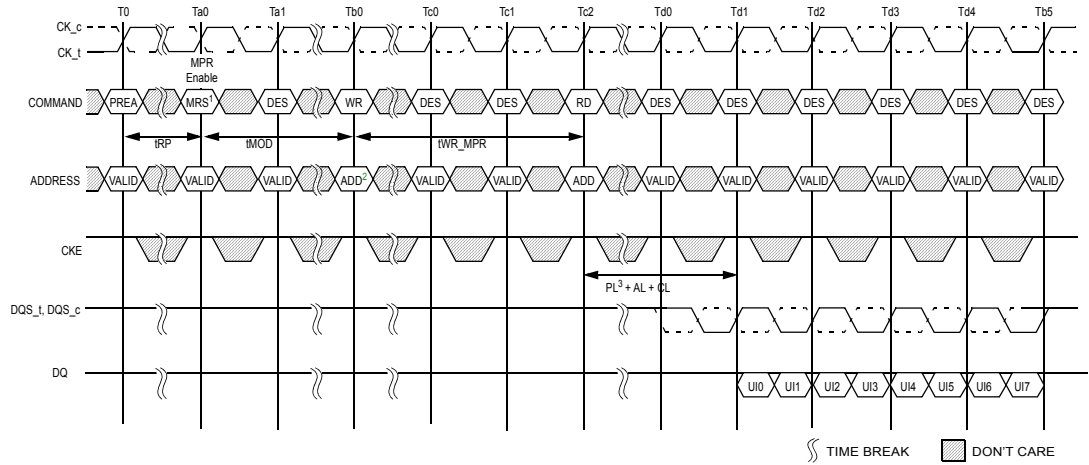 T0 Ta0 Ta1 Tb0 Tc0 Tc1 Tc2 Td0 Td1 Td2 Td3 Td4 Tb5
CK_c
CK_t
MPR
Enable
COMMAND PREA MRS1 DES WR DES DES RD DES DES DES DES DES DES
tRP tMOD tWR_MPR
ADDRESS VALID VALID VALID ADD2 VALID VALID ADD VALID VALID VALID VALID VALID VALID
CKE
PL3 + AL + CL
DQS_t, DQS_c
DQ UI0 UI1 UI2 UI3 UI4 UI5 UI6 UI7
TIME BREAK DON'T CARE